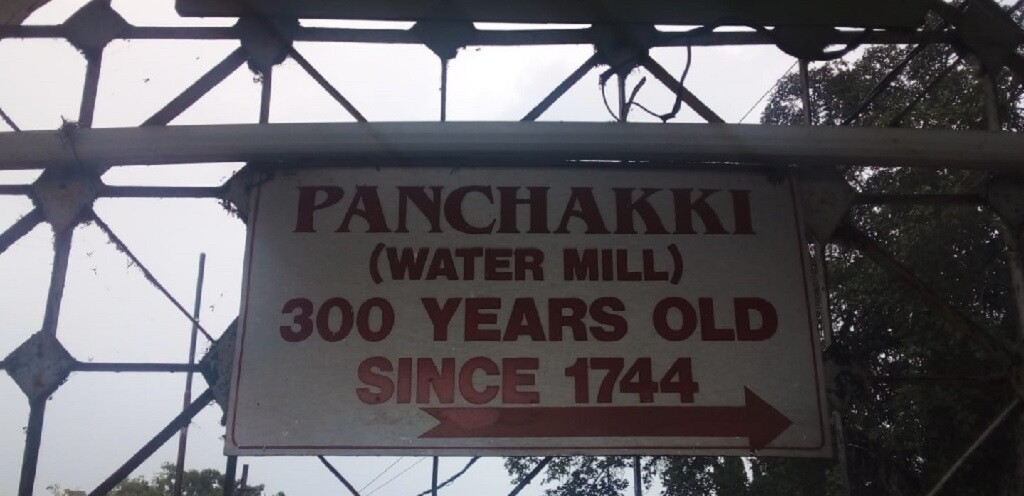 PANCHAKKI
(WATER MILL)
300 YEARS OLD
SINCE 1744